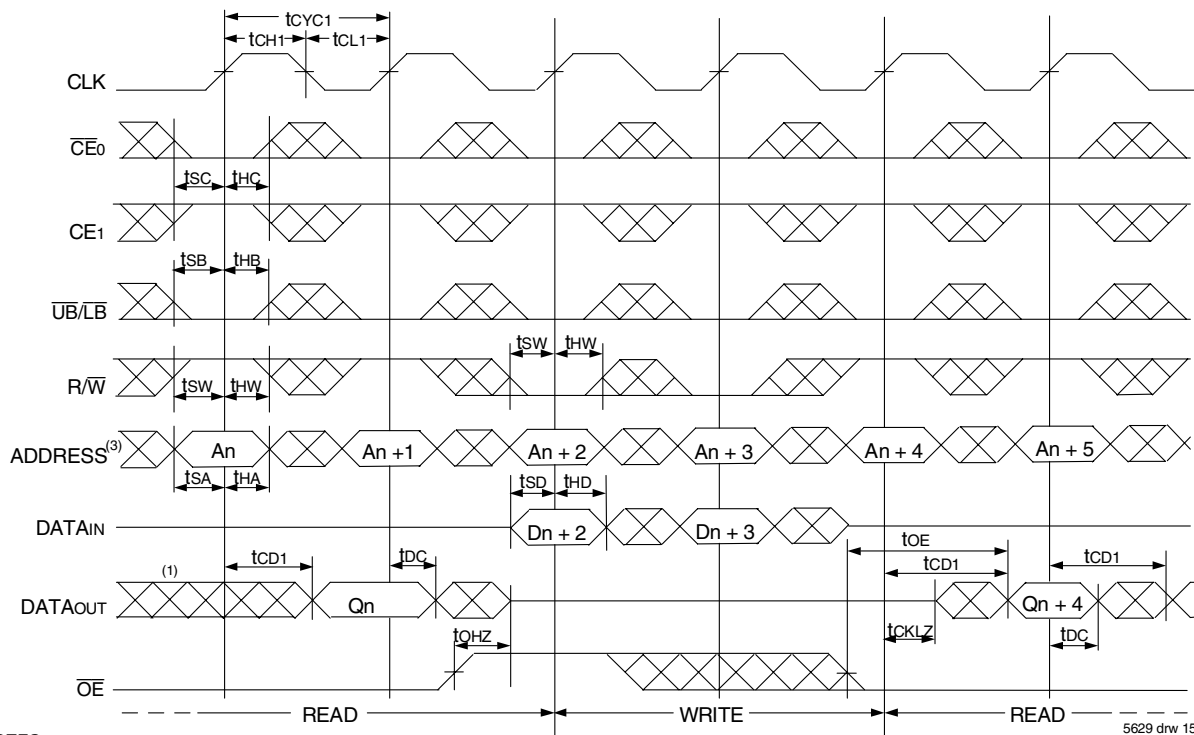 tCYC1
tCH1 tCL1
CLK
CE0
tSC tHC
CE1
tSB tHB
UB/LB
tSW tHW
R/W
tSW tHW
ADDRESS(3) An An +1 An + 2 An + 3 An + 4 An + 5
tSA tHA tSD tHD
DATAIN Dn + 2 Dn + 3
tOE
tCD1 tDC tCD1 tCD1
(1)
DATAOUT Qn Qn + 4
tOHZ tCKLZ tDC
OE
READ WRITE READ
5629 drw 15